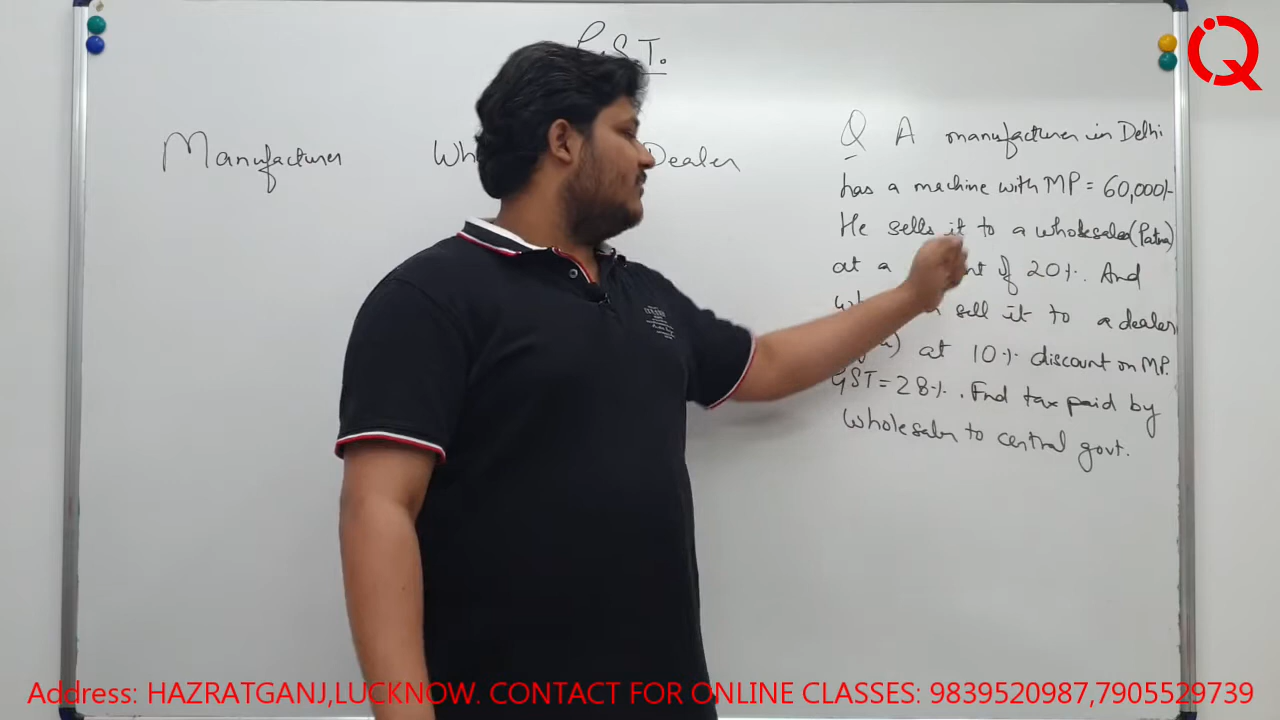 G.S.T.
Manufacturer
Dealer
Q A manufacturer in Delhi
has a machine with MP = 60,000/-
He sells it to a wholesaler (Patna)
at a of 20%. And
sell it to a dealer
at 10% discount on MP.
GST = 28%. Find tax paid by
wholesaler to central govt.
Address: HAZRATGANJ,LUCKNOW. CONTACT FOR ONLINE CLASSES: 9839520987,7905529739